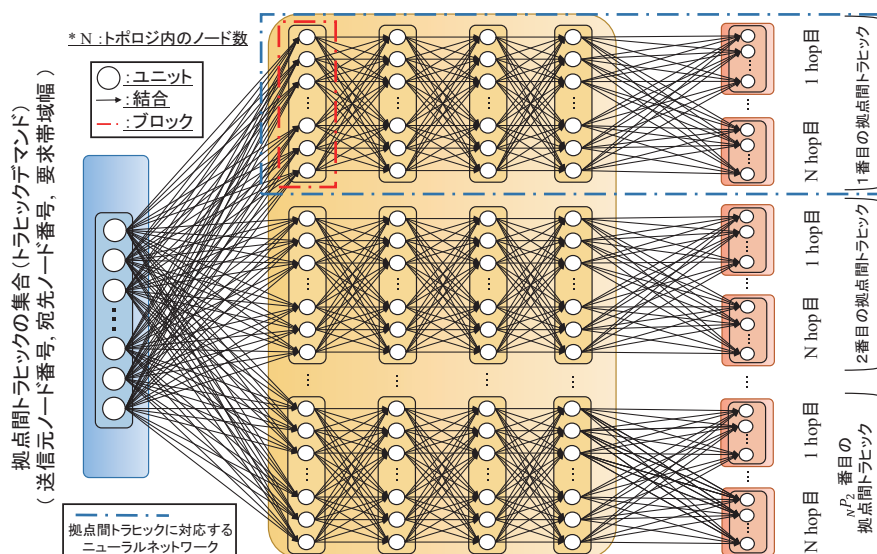 * N :トポロジ内のノード数
:ユニット
:結合
:ブロック
拠点間トラヒックの集合(トラヒックデマンド)
(送信元ノード番号, 宛先ノード番号, 要求帯域幅)
1 hop目
N hop目
1番目の拠点間トラヒック
1 hop目
N hop目
2番目の拠点間トラヒック
1 hop目
N hop目
NP2 番目の
拠点間トラヒック
拠点間トラヒックに対応する
ニューラルネットワーク